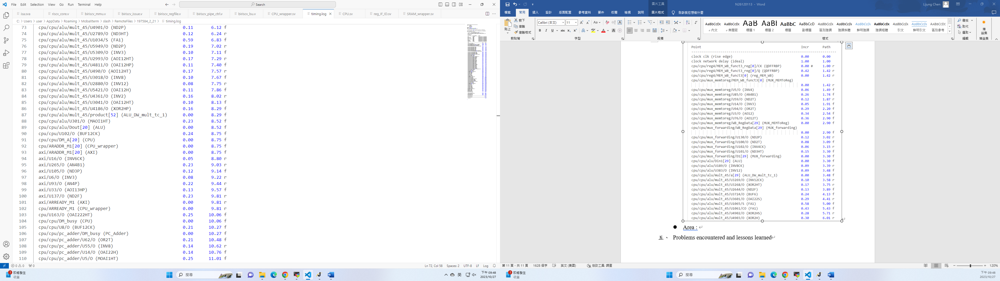 File Edit Selection View Go Run Terminal Help
Search
isa.sva riscv_core.v biriscv_mmu.v biriscv_issue.v biriscv_regfile.v biriscv_pipe_ctrl.v biriscv_lsu.v CPU_wrapper.sv timing.log CPU.sv reg_IF_ID.sv SRAM_wrapper.sv
C: > Users > user > AppData > Roaming > MobaXterm > slash > RemoteFiles > 197584_2_21 > timing.log
73 cpu/cpu/alu/mult_45/U4901/O (ND2P) 0.11 6.12 f
74 cpu/cpu/alu/mult_45/U2789/O (ND3HT) 0.12 6.24 r
75 cpu/cpu/alu/mult_45/U1034/S (FA1) 0.59 6.83 f
76 cpu/cpu/alu/mult_45/U5949/O (ND2P) 0.19 7.02 r
77 cpu/cpu/alu/mult_45/U5309/O (INV3) 0.10 7.11 f
78 cpu/cpu/alu/mult_45/U2993/O (AOI12HT) 0.17 7.29 r
79 cpu/cpu/alu/mult_45/U4811/O (OAI12HP) 0.11 7.40 f
80 cpu/cpu/alu/mult_45/U490/O (AOI12HT) 0.17 7.57 r
81 cpu/cpu/alu/mult_45/U3018/O (INV8) 0.10 7.67 f
82 cpu/cpu/alu/mult_45/U2880/O (INV12) 0.08 7.75 r
83 cpu/cpu/alu/mult_45/U5421/O (OAI12H) 0.11 7.86 f
84 cpu/cpu/alu/mult_45/U4361/O (INV2) 0.16 8.02 r
85 cpu/cpu/alu/mult_45/U3041/O (OAI12HT) 0.10 8.13 f
86 cpu/cpu/alu/mult_45/U4186/O (XOR2HP) 0.16 8.29 f
87 cpu/cpu/alu/mult_45/product[52] (ALU_DW_mult_tc_1) 0.00 8.29 f
88 cpu/cpu/alu/U301/O (MAOI1HT) 0.23 8.52 f
89 cpu/cpu/alu/Dout[20] (ALU) 0.00 8.52 f
90 cpu/cpu/U102/O (BUF12CK) 0.24 8.75 f
91 cpu/cpu/DM_A[20] (CPU) 0.00 8.75 f
92 cpu/ARADDR_M1[20] (CPU_wrapper) 0.00 8.75 f
93 axi/ARADDR_M1[20] (AXI) 0.00 8.75 f
94 axi/U16/O (INV6CK) 0.05 8.80 r
95 axi/U265/O (AN4B1) 0.23 9.03 r
96 axi/U105/O (ND3P) 0.12 9.14 f
97 axi/U6/O (INV3) 0.08 9.22 r
98 axi/U93/O (AN4P) 0.22 9.44 r
99 axi/U33/O (AOI13HP) 0.13 9.57 f
100 axi/U137/O (ND2F) 0.23 9.81 r
101 axi/ARREADY_M1 (AXI) 0.00 9.81 r
102 cpu/ARREADY_M1 (CPU_wrapper) 0.00 9.81 r
103 cpu/U163/O (OAI222HT) 0.25 10.06 f
104 cpu/cpu/DM_busy (CPU) 0.00 10.06 f
105 cpu/cpu/U8/O (BUF12CK) 0.21 10.27 f
106 cpu/cpu/pc_adder/DM_busy (PC_Adder) 0.00 10.27 f
107 cpu/cpu/pc_adder/U62/O (OR2T) 0.21 10.48 f
108 cpu/cpu/pc_adder/U55/O (INV8) 0.14 10.62 r
109 cpu/cpu/pc_adder/U14/O (OAI22H) 0.14 10.76 f
110 cpu/cpu/pc_adder/U5/O (MOAI1HT) 0.25 11.01 f
0 0 0
Ln 72, Col 58 Spaces: 2 UTF-8 LF Log
即將發生
收益
搜尋
英
下午 09:48
2023/10/27
圖片工具
N26120113 - Word
Lijung Chen
檔案 常用 插入 設計 版面配置 參考資料 郵件 校閱 檢視 說明 圖片格式 告訴我您想做什麼
貼上 剪下 複製 複製格式
Calibri (本文) 11
AaBbCcDc AaBbCcDc AaB AaBl AaBbC AaBbCcD
內文 無間距 標題 1 標題 2 標題 副標題 區別強調 強調斜體 鮮明強調 強調粗體 引文 鮮明引文 區別參考
尋找 取代 選取
增益集
剪貼簿 字型 段落 樣式 編輯 增益集
Point Incr Path
clock clk (rise edge) 0.00 0.00
clock network delay (ideal) 1.00 1.00
cpu/cpu/reg4/MEM_WB_funct3_reg[0]/CK (QDFFRBP) 0.00 # 1.00 r
cpu/cpu/reg4/MEM_WB_funct3_reg[0]/Q (QDFFRBP) 0.42 1.42 r
cpu/cpu/reg4/MEM_WB_funct3[0] (reg_MEM_WB) 0.00 1.42 r
cpu/cpu/mux_memtoreg/MEM_WB_funct3[0] (MUX_MEMToReg)
0.00 1.42 r
cpu/cpu/mux_memtoreg/U5/O (INV4) 0.06 1.49 f
cpu/cpu/mux_memtoreg/U85/O (AN4B1) 0.26 1.74 f
cpu/cpu/mux_memtoreg/U59/O (ND2T) 0.12 1.87 r
cpu/cpu/mux_memtoreg/U14/O (INV3) 0.05 1.91 f
cpu/cpu/mux_memtoreg/U94/O (OR2T) 0.29 2.20 f
cpu/cpu/mux_memtoreg/U3/O (AO12) 0.34 2.54 f
cpu/cpu/mux_memtoreg/U76/O (AO12T) 0.36 2.90 f
cpu/cpu/mux_memtoreg/WB_RegData[29] (MUX_MEMToReg) 0.00 2.90 f
cpu/cpu/mux_forwarding/WB_RegData[29] (MUX_forwarding)
0.00 2.90 f
cpu/cpu/mux_forwarding/U130/O (ND2P) 0.12 3.02 r
cpu/cpu/mux_forwarding/U100/O (ND2T) 0.08 3.09 f
cpu/cpu/mux_forwarding/U102/O (INV4CK) 0.06 3.15 r
cpu/cpu/mux_forwarding/U101/O (ND3HT) 0.15 3.30 f
cpu/cpu/mux_forwarding/D1[29] (MUX_forwarding) 0.00 3.30 f
cpu/cpu/alu/Din1[29] (ALU) 0.00 3.30 f
cpu/cpu/alu/U189/O (INV8CK) 0.09 3.39 r
cpu/cpu/alu/U383/O (INV12) 0.09 3.48 f
cpu/cpu/alu/mult_45/a[29] (ALU_DW_mult_tc_1) 0.00 3.48 f
cpu/cpu/alu/mult_45/U3269/O (INV12CK) 0.10 3.58 r
cpu/cpu/alu/mult_45/U3268/O (XOR2HT) 0.17 3.75 r
cpu/cpu/alu/mult_45/U2644/O (ND2F) 0.13 3.89 f
cpu/cpu/alu/mult_45/U3724/O (BUF6) 0.24 4.13 f
cpu/cpu/alu/mult_45/U3601/O (OAI22S) 0.29 4.41 r
cpu/cpu/alu/mult_45/U1065/S (FA1) 0.58 5.00 f
cpu/cpu/alu/mult_45/U1061/CO (FA1) 0.43 5.43 f
cpu/cpu/alu/mult_45/U4902/O (XOR2HS) 0.28 5.71 r
cpu/cpu/alu/mult_45/U4903/O (XOR2H) 0.30 6.01 r
● Area :
五、 Problems encountered and lessons learned
第 11 頁，共 11 頁 1628 個字 英文 (美國) 協助工具: 調查
120%
即將發生
收益
搜尋
下午 09:48
2023/10/27